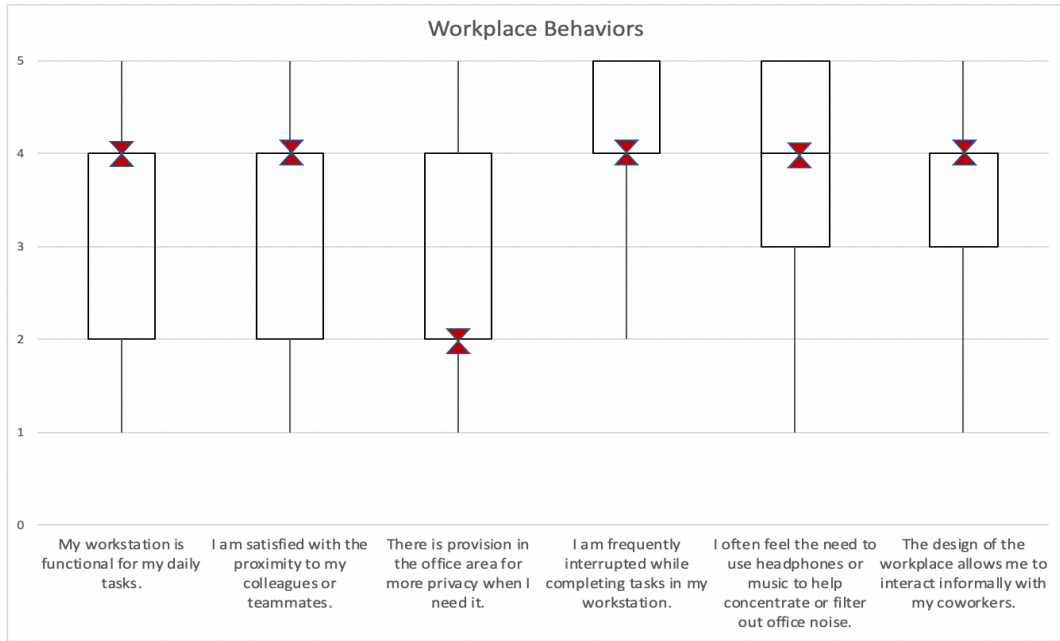 Workplace Behaviors
5
4
3
2
1
0
My workstation is
functional for my daily
tasks.
I am satisfied with the
proximity to my
colleagues or
teammates.
There is provision in
the office area for
more privacy when I
need it.
I am frequently
interrupted while
completing tasks in my
workstation.
I often feel the need to
use headphones or
music to help
concentrate or filter
out office noise.
The design of the
workplace allows me to
interact informally with
my coworkers.